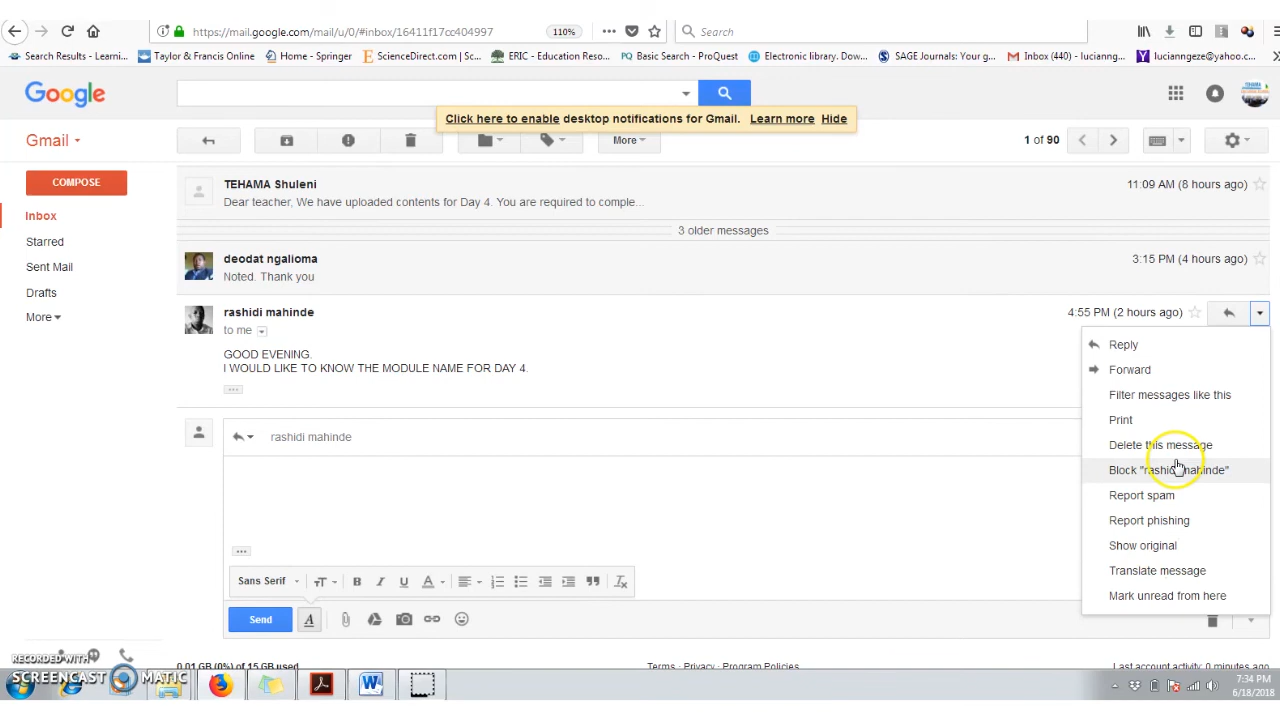 https://mail.google.com/mail/u/0/#inbox/16411f17cc404997
110%
Search
Search Results - Learni...
Taylor & Francis Online
Home - Springer
ScienceDirect.com | Sc...
ERIC - Education Reso...
PQ Basic Search - ProQuest
Electronic library. Dow...
SAGE Journals: Your g...
Inbox (440) - lucianng...
lucianngeze@yahoo.c...
Google
Click here to enable desktop notifications for Gmail. Learn more Hide
Gmail
More
1 of 90
COMPOSE
Inbox
Starred
Sent Mail
Drafts
More
TEHAMA Shuleni
11:09 AM (8 hours ago)
Dear teacher, We have uploaded contents for Day 4. You are required to comple...
3 older messages
deodat ngalioma
3:15 PM (4 hours ago)
Noted. Thank you
rashidi mahinde
4:55 PM (2 hours ago)
to me
GOOD EVENING.
I WOULD LIKE TO KNOW THE MODULE NAME FOR DAY 4.
rashidi mahinde
Reply
Forward
Filter messages like this
Print
Delete this message
Block "rashidi mahinde"
Report spam
Report phishing
Show original
Translate message
Mark unread from here
Sans Serif
Send
0.01 GB (0%) of 15 GB used
Terms - Privacy - Program Policies
Last account activity: 0 minutes
RECORDED WITH
SCREENCAST MATIC
7:34 PM
6/18/2018